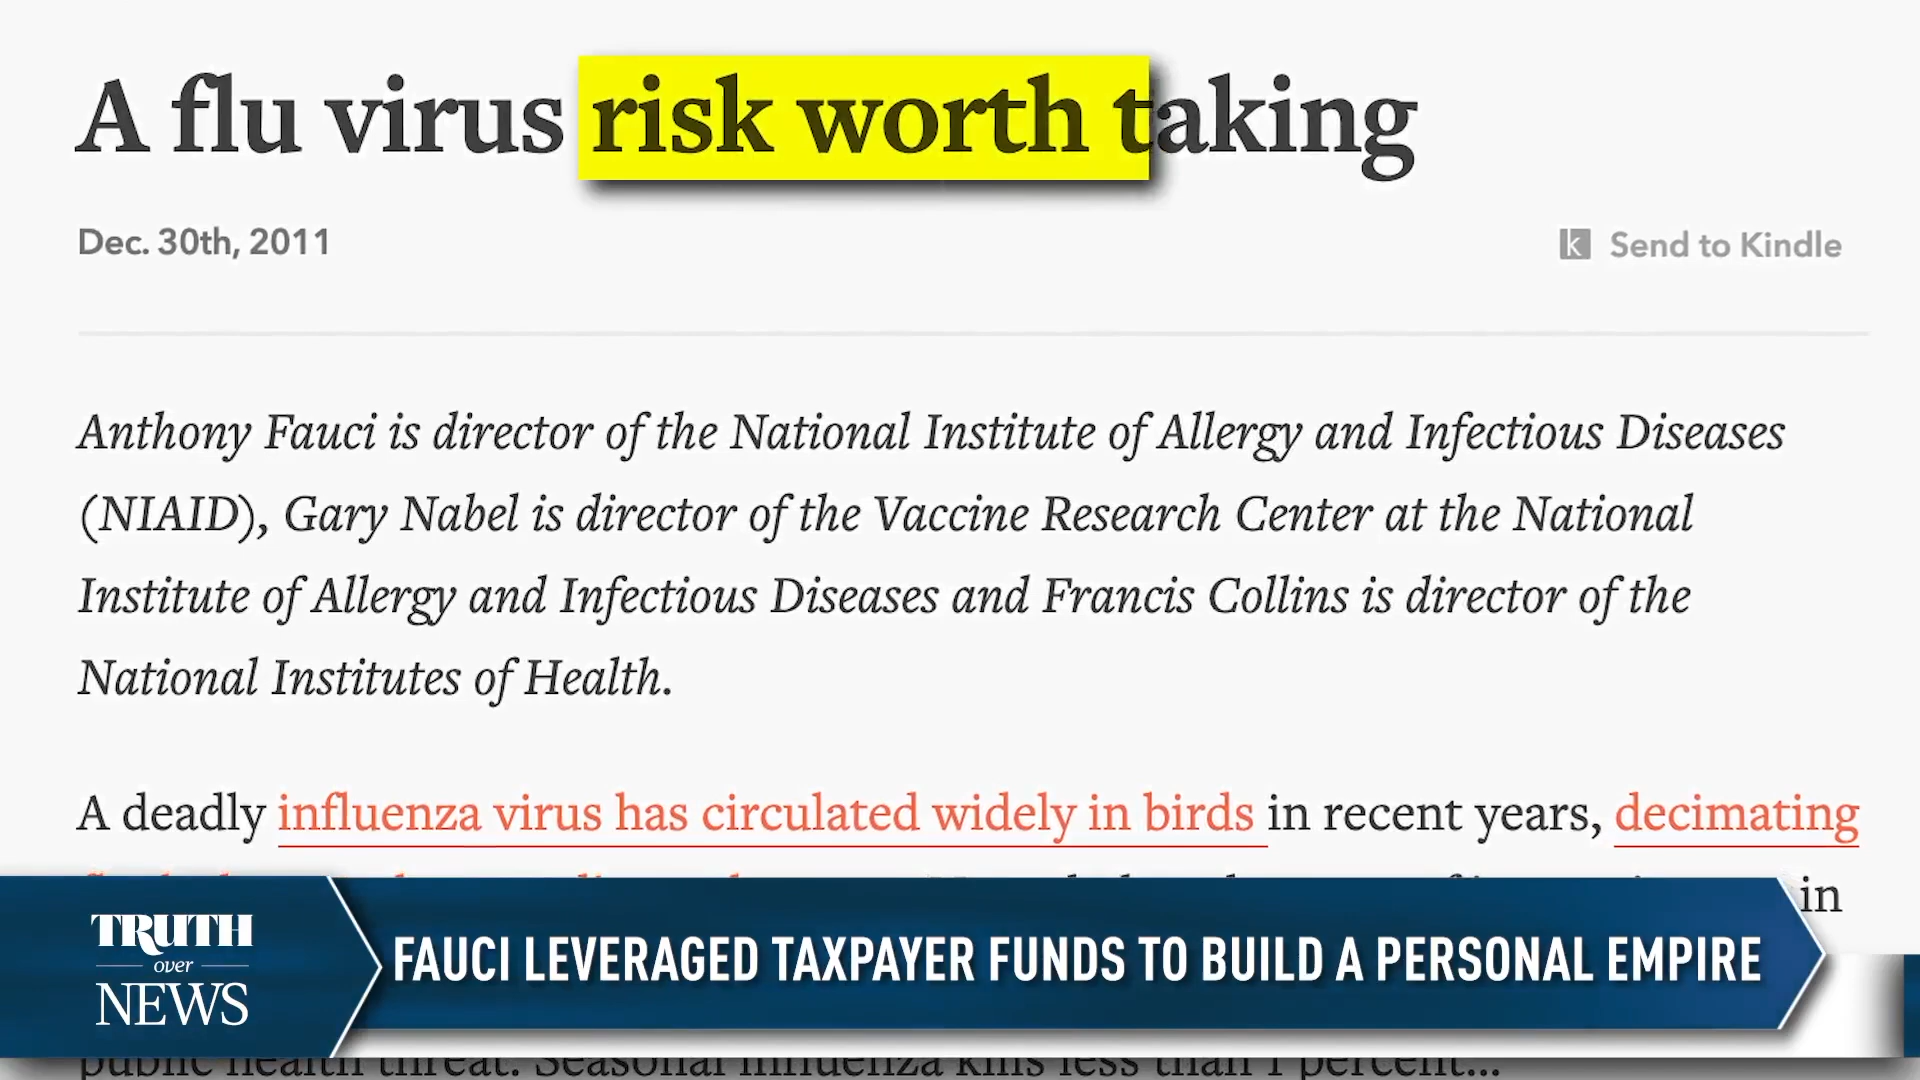 A flu virus risk worth taking
Dec. 30th, 2011
k Send to Kindle
Anthony Fauci is director of the National Institute of Allergy and Infectious Diseases
(NIAID), Gary Nabel is director of the Vaccine Research Center at the National
Institute of Allergy and Infectious Diseases and Francis Collins is director of the
National Institutes of Health.
A deadly influenza virus has circulated widely in birds in recent years, decimating
in
TRUTH
over
NEWS
FAUCI LEVERAGED TAXPAYER FUNDS TO BUILD A PERSONAL EMPIRE
public health threat. Seasonal influenza kills less than 1 percent...